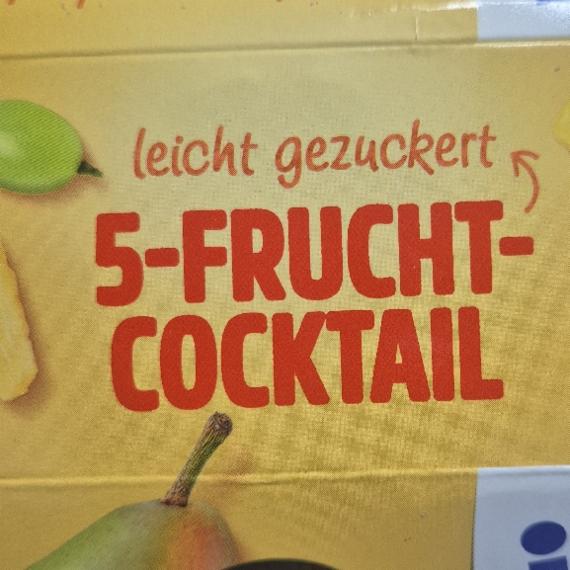 leicht gezuckert
5-FRUCHT-
COCKTAIL